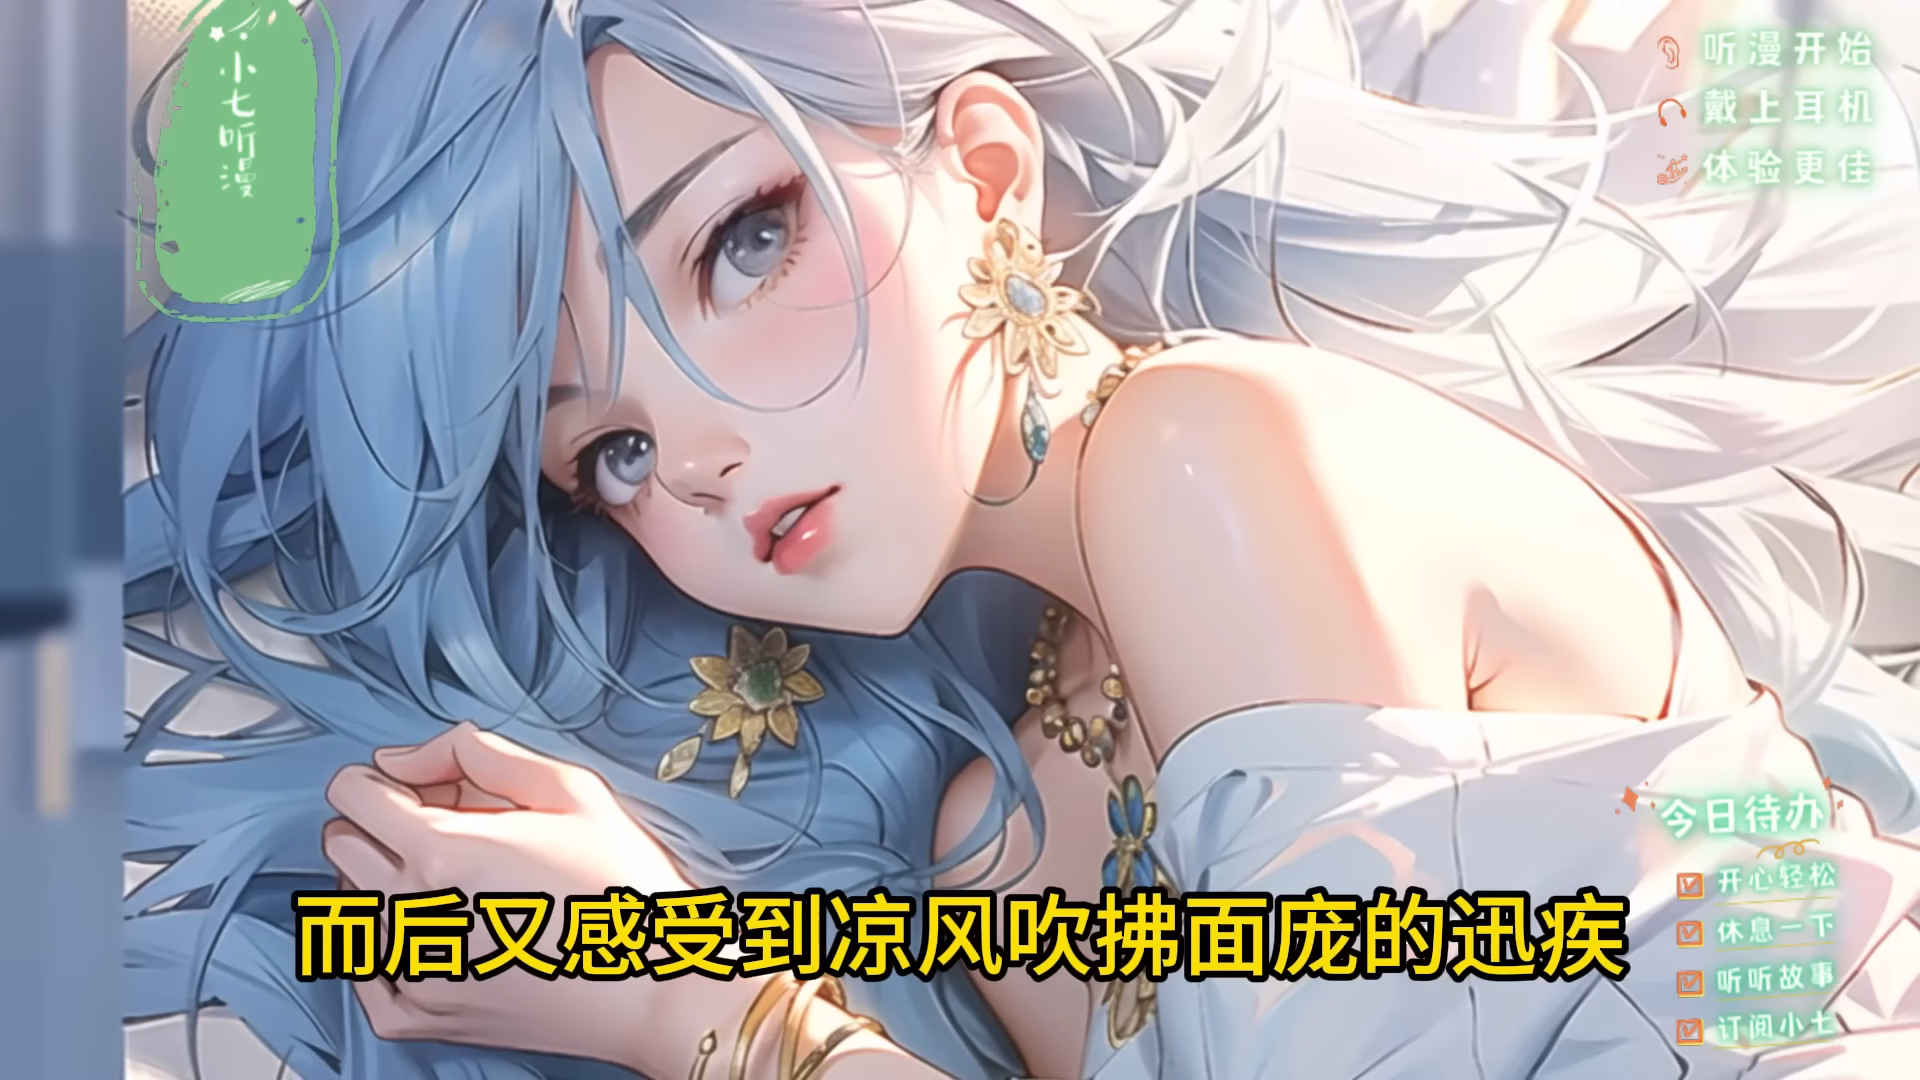 小七听漫
听漫开始
戴上耳机
体验更佳
今日待办
开心轻松
休息一下
听听故事
订阅小七
而后又感受到凉风吹拂面庞的迅疾